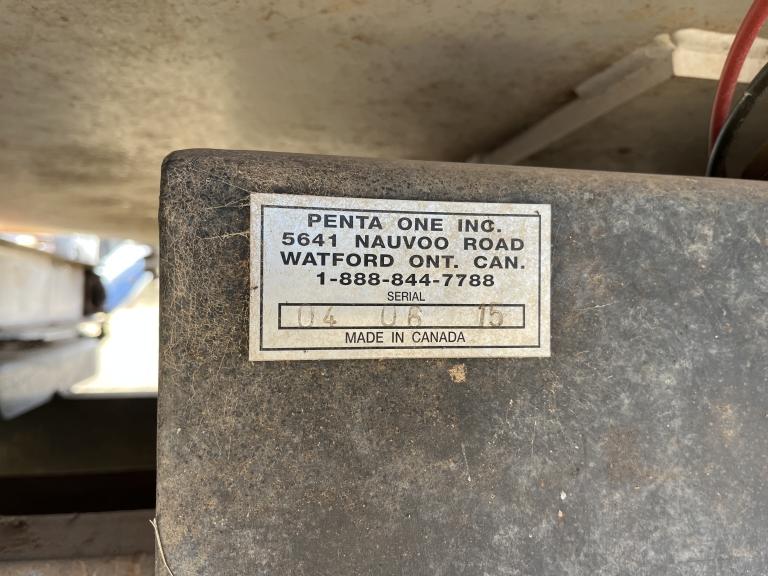 PENTA ONE INC.
5641 NAUVOO ROAD
WATFORD ONT. CAN.
1-888-844-7788
SERIAL
04 06 15
MADE IN CANADA